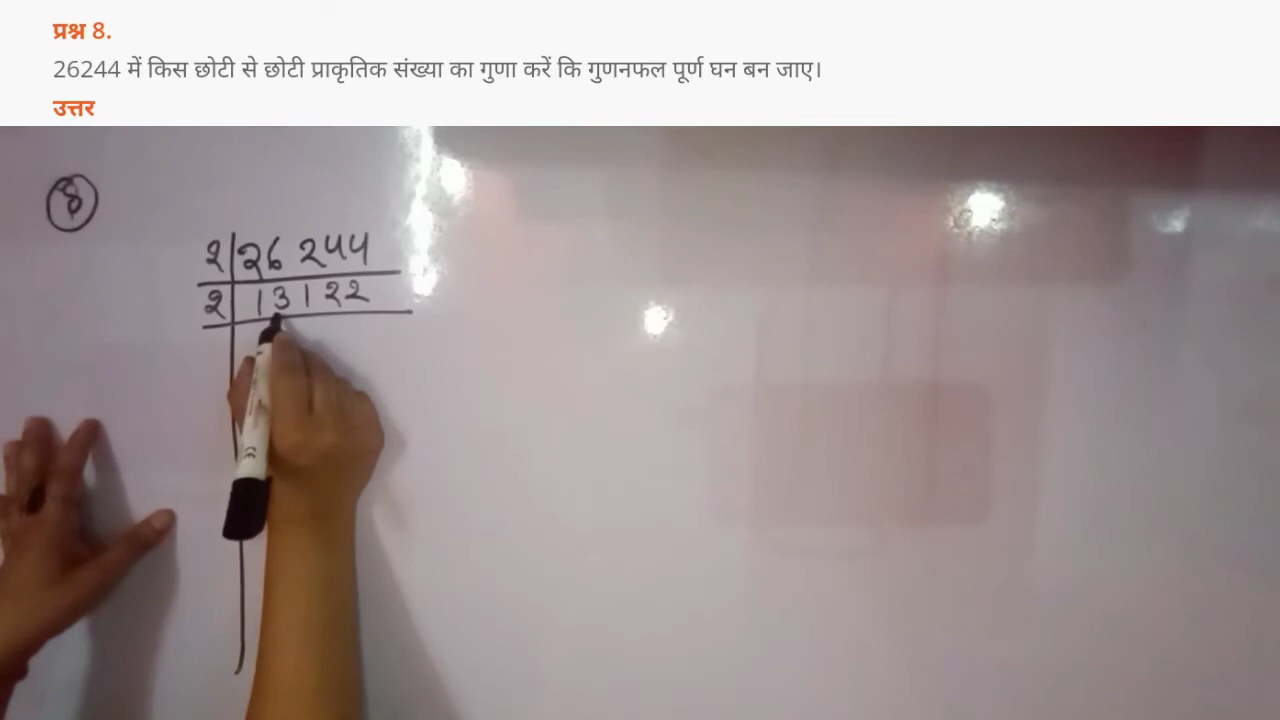 प्रश्न 8.
26244 में किस छोटी से छोटी प्राकृतिक संख्या का गुणा करें कि गुणनफल पूर्ण घन बन जाए।
उत्तर
8
2 26244
2 13122